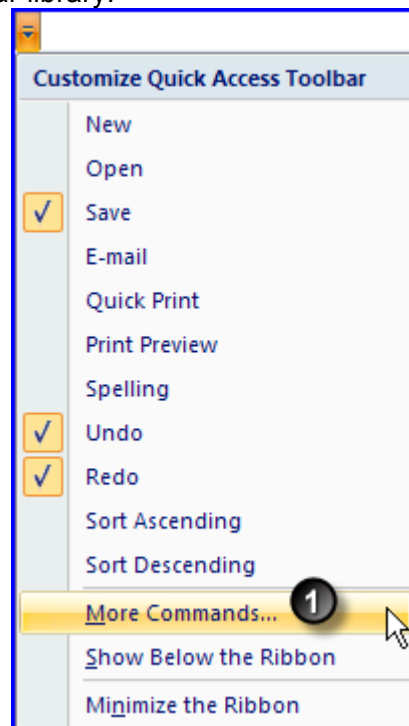 library.
Customize Quick Access Toolbar
New
Open
Save
E-mail
Quick Print
Print Preview
Spelling
Undo
Redo
Sort Ascending
Sort Descending
More Commands... 1
Show Below the Ribbon
Minimize the Ribbon